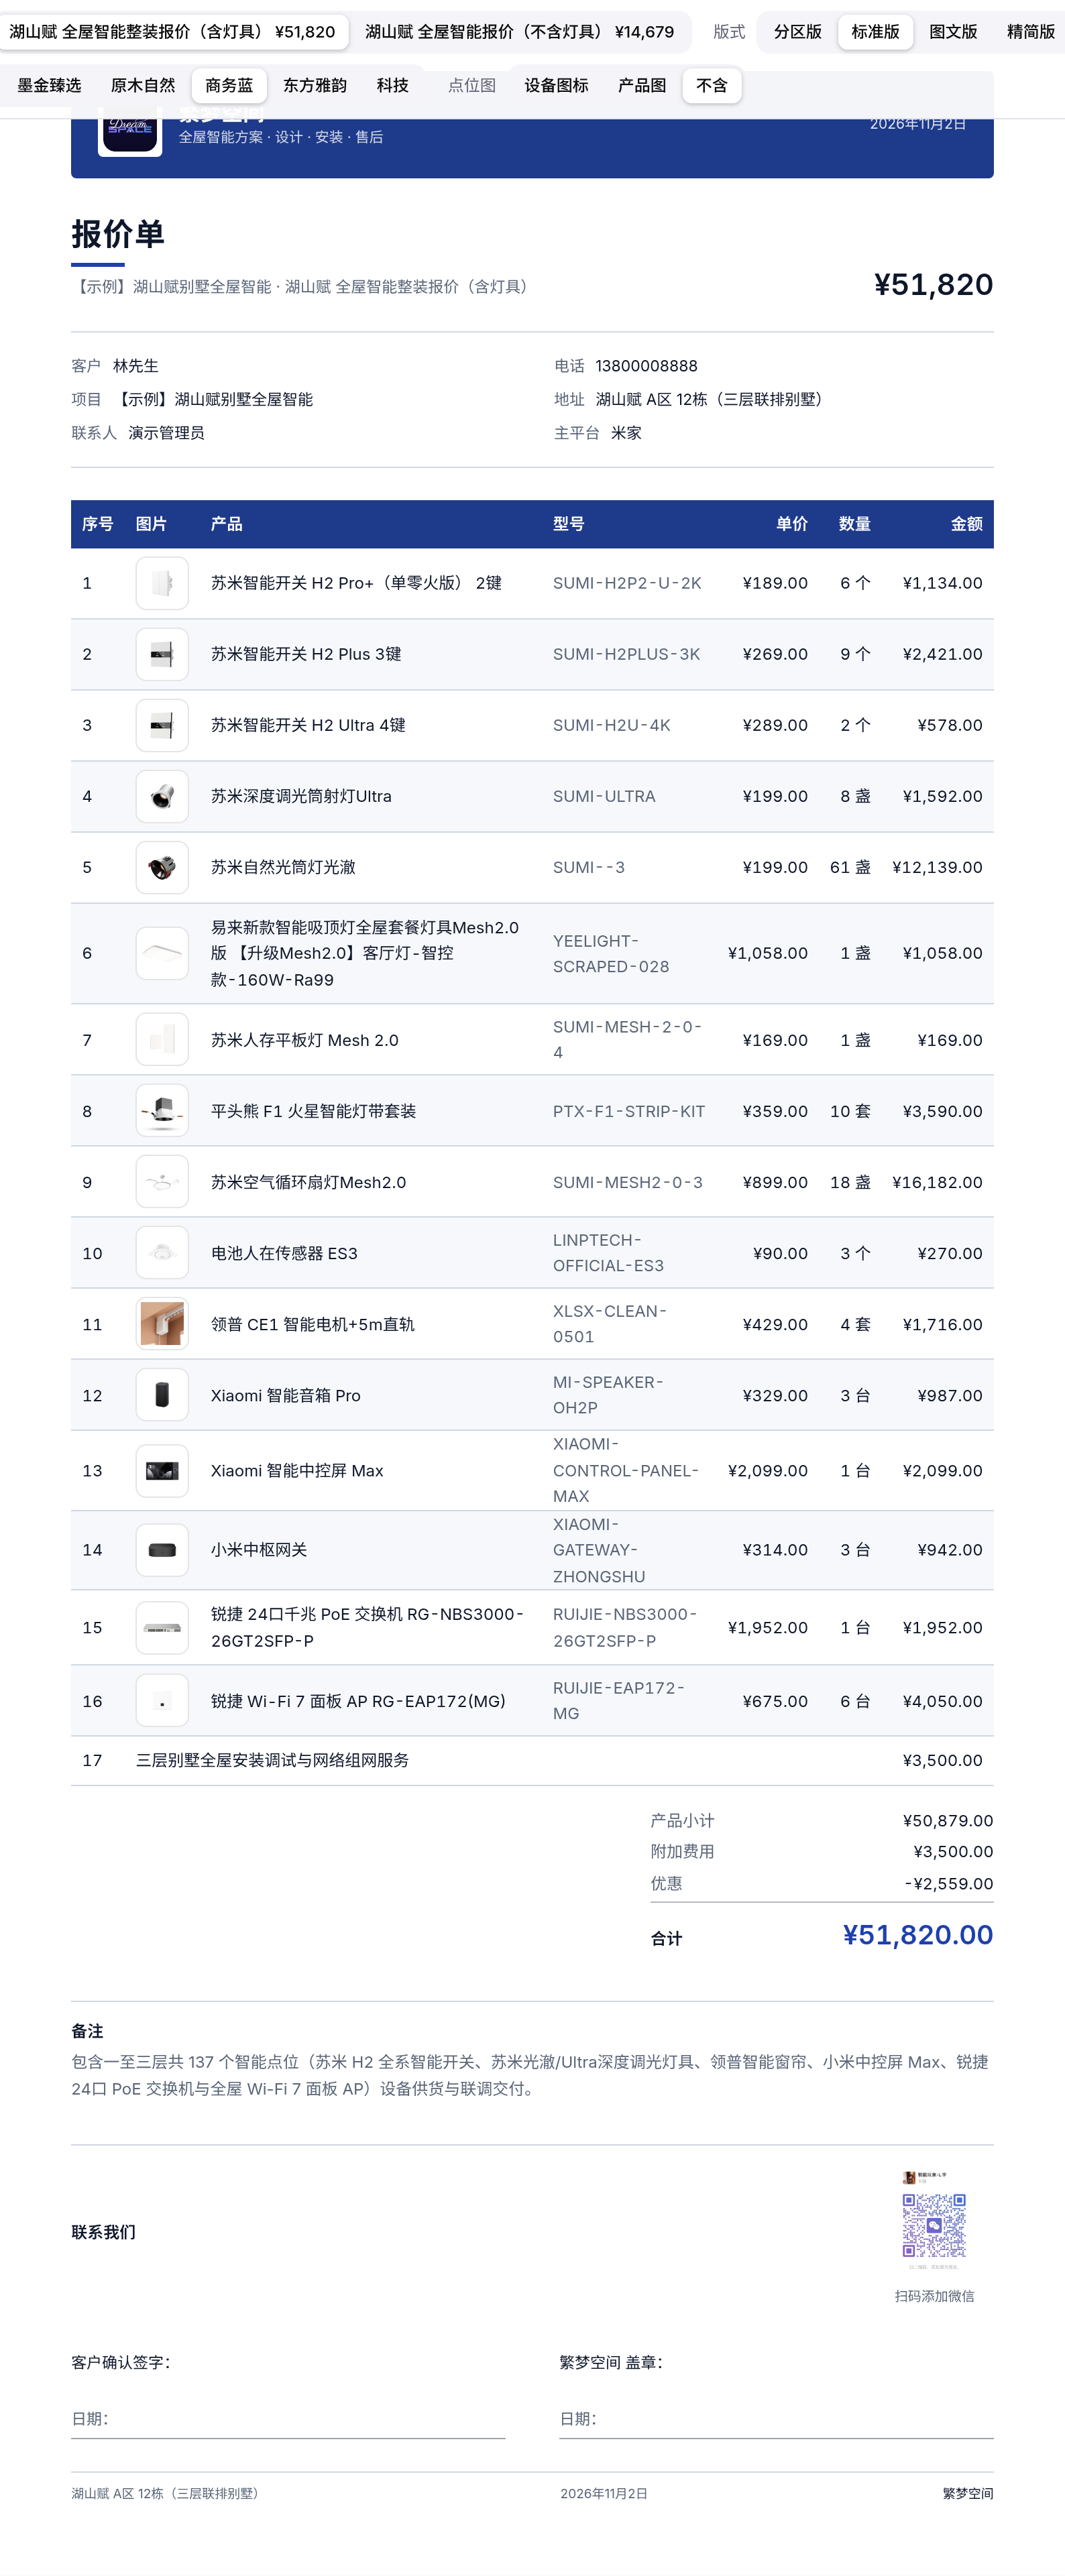 湖山赋 全屋智能整装报价（含灯具） ¥51,820 湖山赋 全屋智能报价（不含灯具） ¥14,679 版式 分区版 标准版 图文版 精简版
墨金臻选 原木自然 商务蓝 东方雅韵 科技 点位图 设备图标 产品图 不含
Dream
SPACE
繁梦空间
2026年11月2日
全屋智能方案 · 设计 · 安装 · 售后
报价单
【示例】湖山赋别墅全屋智能 · 湖山赋 全屋智能整装报价（含灯具）
¥51,820
客户 林先生 电话 13800008888
项目 【示例】湖山赋别墅全屋智能 地址 湖山赋 A区 12栋（三层联排别墅）
联系人 演示管理员 主平台 米家
序号 图片 产品 型号 单价 数量 金额
1 苏米智能开关 H2 Pro+（单零火版） 2键 SUMI-H2P2-U-2K ¥189.00 6 个 ¥1,134.00
2 苏米智能开关 H2 Plus 3键 SUMI-H2PLUS-3K ¥269.00 9 个 ¥2,421.00
3 苏米智能开关 H2 Ultra 4键 SUMI-H2U-4K ¥289.00 2 个 ¥578.00
4 苏米深度调光筒射灯Ultra SUMI-ULTRA ¥199.00 8 盏 ¥1,592.00
5 苏米自然光筒灯光澈 SUMI--3 ¥199.00 61 盏 ¥12,139.00
6 易来新款智能吸顶灯全屋套餐灯具Mesh2.0
版 【升级Mesh2.0】客厅灯-智控
款-160W-Ra99
YEELIGHT-
SCRAPED-028
¥1,058.00 1 盏 ¥1,058.00
7 苏米人存平板灯 Mesh 2.0 SUMI-MESH-2-0-
4
¥169.00 1 盏 ¥169.00
8 平头熊 F1 火星智能灯带套装 PTX-F1-STRIP-KIT ¥359.00 10 套 ¥3,590.00
9 苏米空气循环扇灯Mesh2.0 SUMI-MESH2-0-3 ¥899.00 18 盏 ¥16,182.00
10 电池人在传感器 ES3 LINPTECH-
OFFICIAL-ES3
¥90.00 3 个 ¥270.00
11 领普 CE1 智能电机+5m直轨 XLSX-CLEAN-
0501
¥429.00 4 套 ¥1,716.00
12 Xiaomi 智能音箱 Pro MI-SPEAKER-
OH2P
¥329.00 3 台 ¥987.00
13 Xiaomi 智能中控屏 Max XIAOMI-
CONTROL-PANEL-
MAX
¥2,099.00 1 台 ¥2,099.00
14 小米中枢网关 XIAOMI-
GATEWAY-
ZHONGSHU
¥314.00 3 台 ¥942.00
15 锐捷 24口千兆 PoE 交换机 RG-NBS3000-
26GT2SFP-P
RUIJIE-NBS3000-
26GT2SFP-P
¥1,952.00 1 台 ¥1,952.00
16 锐捷 Wi-Fi 7 面板 AP RG-EAP172(MG) RUIJIE-EAP172-
MG
¥675.00 6 台 ¥4,050.00
17 三层别墅全屋安装调试与网络组网服务 ¥3,500.00
产品小计 ¥50,879.00
附加费用 ¥3,500.00
优惠 -¥2,559.00
合计 ¥51,820.00
备注
包含一至三层共 137 个智能点位（苏米 H2 全系智能开关、苏米光澈/Ultra深度调光灯具、领普智能窗帘、小米中控屏 Max、锐捷
24口 PoE 交换机与全屋 Wi-Fi 7 面板 AP）设备供货与联调交付。
联系我们
扫码添加微信
客户确认签字： 繁梦空间 盖章：
日期： 日期：
湖山赋 A区 12栋（三层联排别墅） 2026年11月2日 繁梦空间